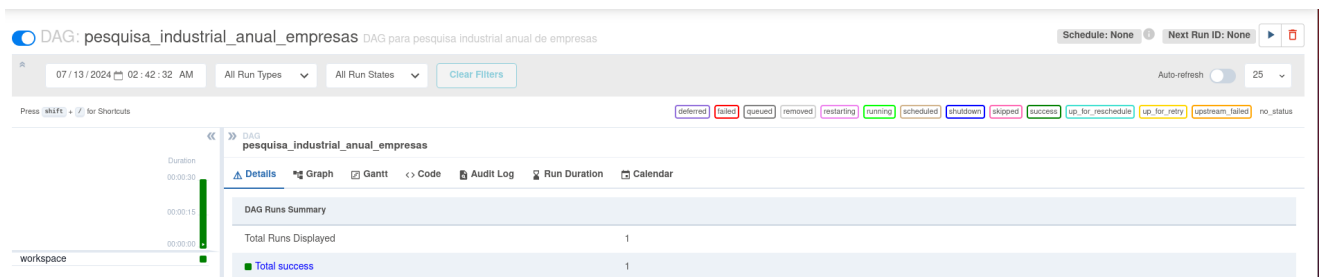 DAG: pesquisa_industrial_anual_empresas DAG para pesquisa industrial anual de empresas
Schedule: None Next Run ID: None
07/13/2024 02:42:32 AM All Run Types All Run States Clear Filters Auto-refresh 25
Press shift + / for Shortcuts
deferred failed queued removed restarting running scheduled shutdown skipped success up_for_reschedule up_for_retry upstream_failed no_status
DAG
pesquisa_industrial_anual_empresas
Duration
00:00:30
00:00:15
00:00:00
workspace
Details Graph Gantt Code Audit Log Run Duration Calendar
DAG Runs Summary
Total Runs Displayed 1
Total success 1